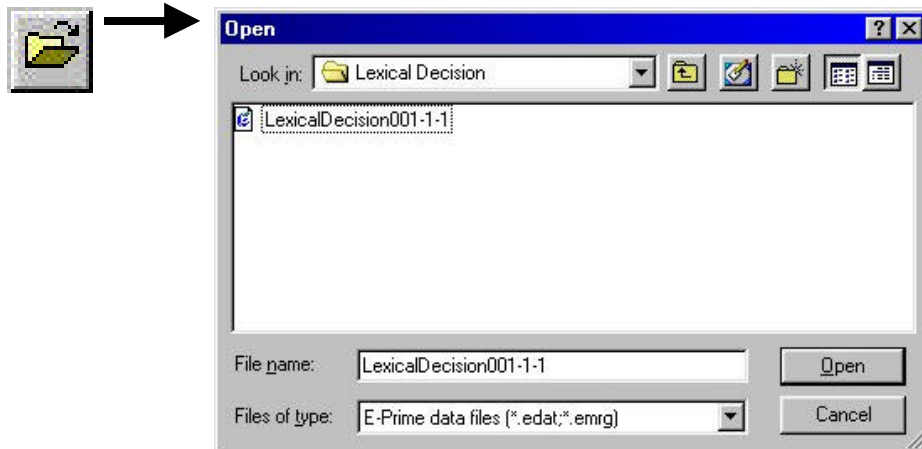 Open
Look in: Lexical Decision
LexicalDecision001-1-1
File name: LexicalDecision001-1-1
Open
Files of type: E-Prime data files (*.edat;*.emrg)
Cancel